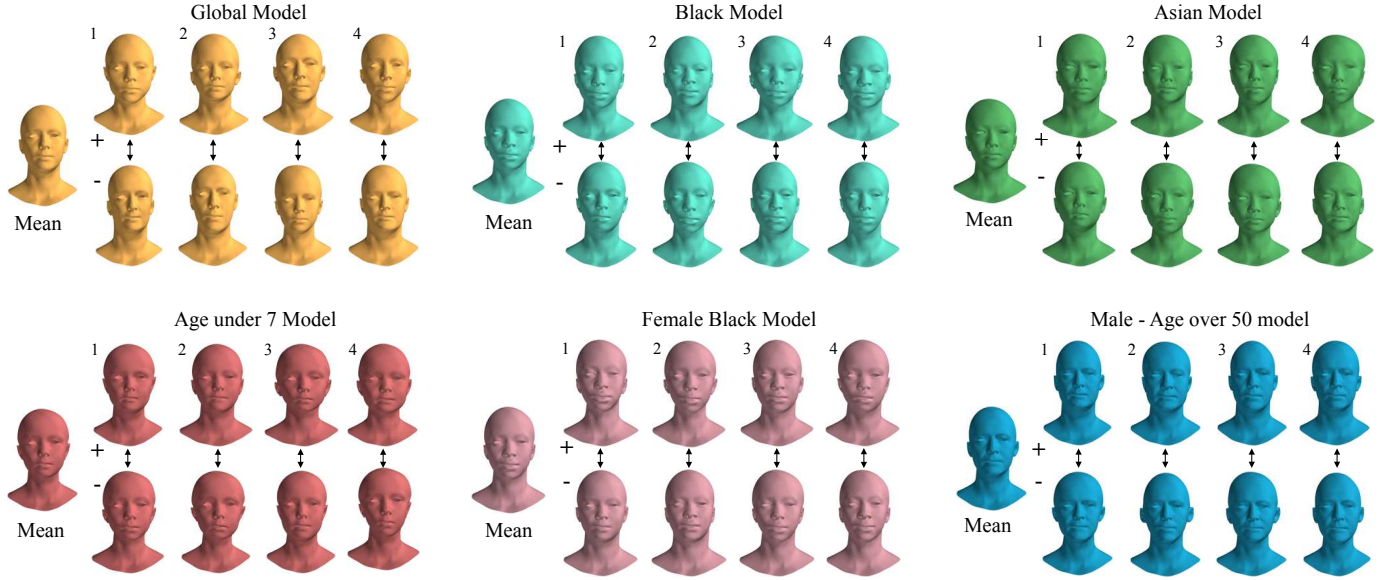 Global Model
1 2 3 4
+
-
Mean
Black Model
1 2 3 4
+
-
Mean
Asian Model
1 2 3 4
+
-
Mean
Age under 7 Model
1 2 3 4
+
-
Mean
Female Black Model
1 2 3 4
+
-
Mean
Male - Age over 50 model
1 2 3 4
+
-
Mean